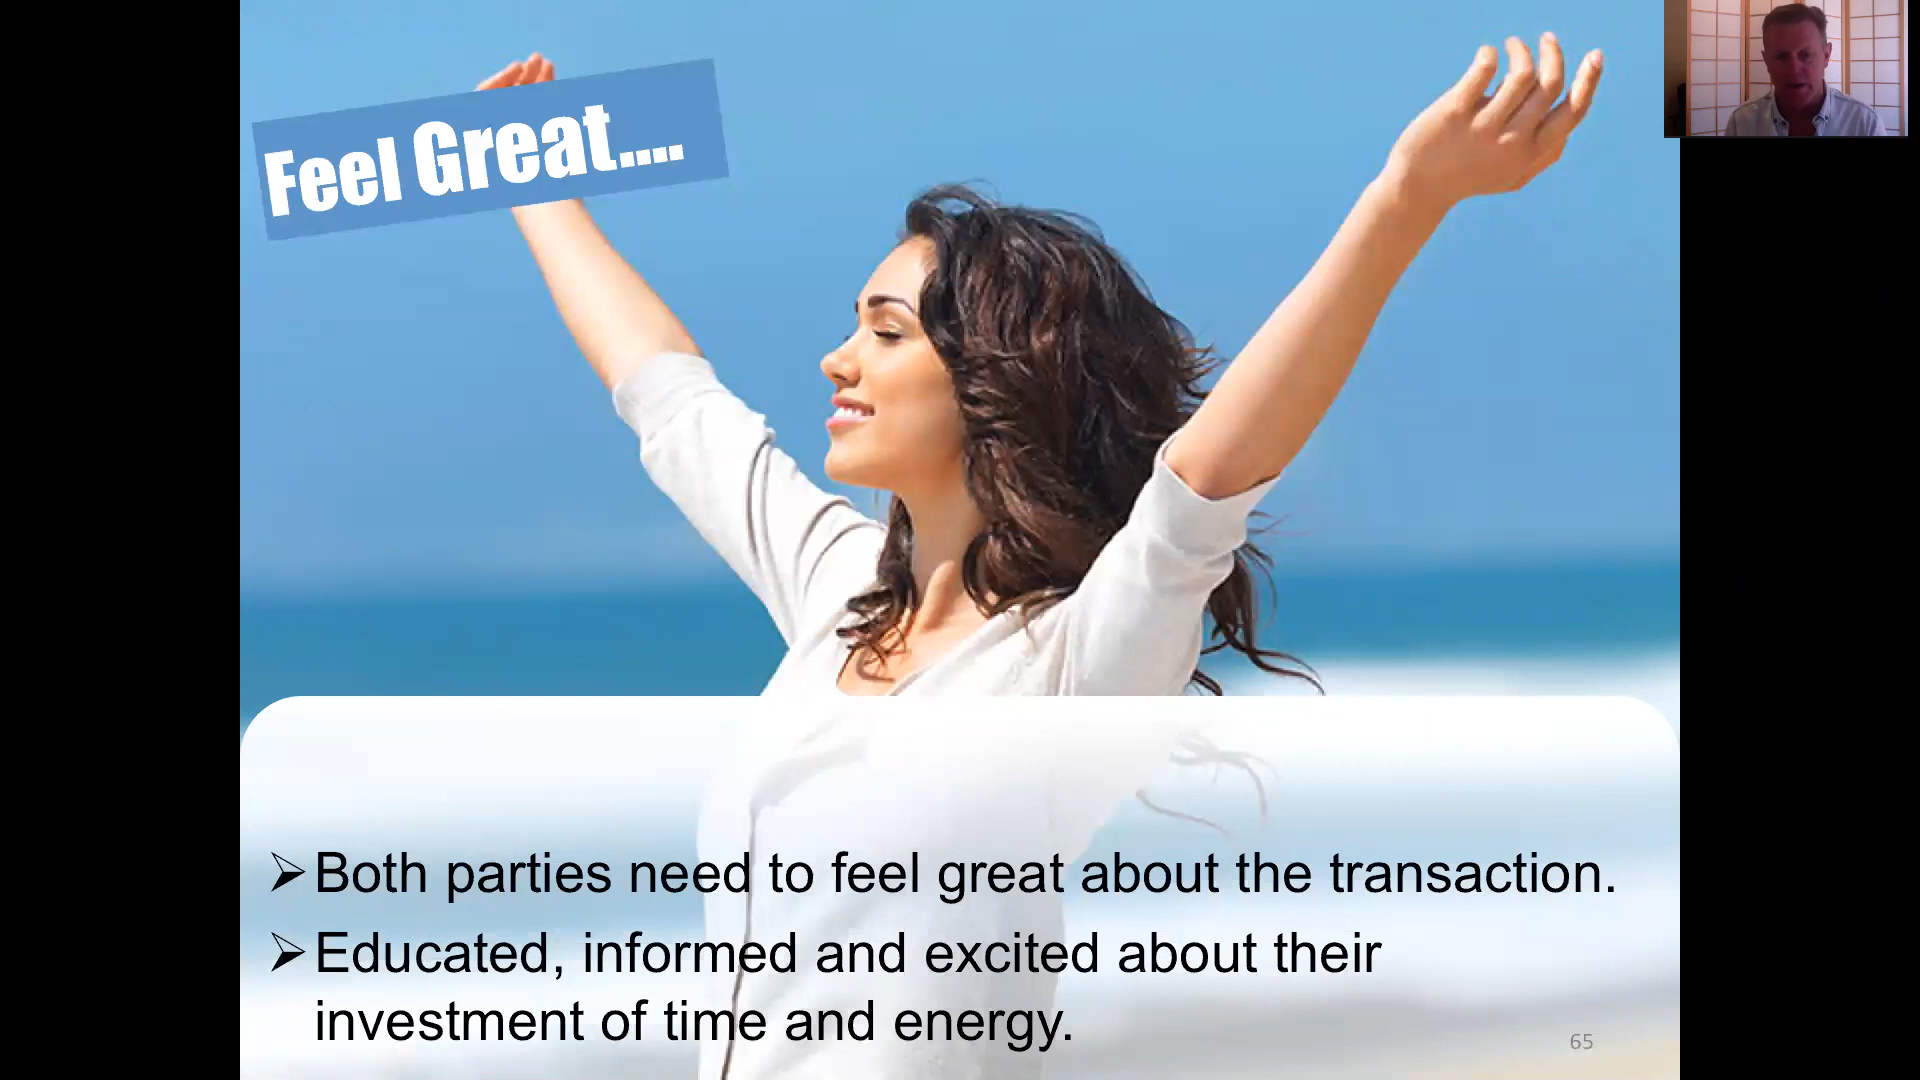 Feel Great....
➢Both parties need to feel great about the transaction.
➢Educated, informed and excited about their
investment of time and energy.
65